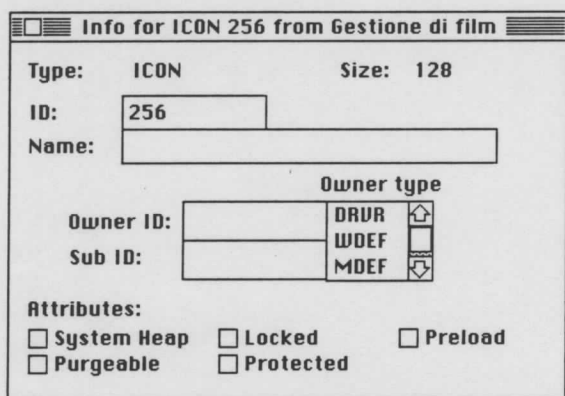 Info for ICON 256 from Gestione di film
Type: ICON Size: 128
ID: 256
Name:
Owner type
Owner ID:
Sub ID:
DRVR
WDEF
MDEF
Attributes:
System Heap Locked Preload
Purgeable Protected